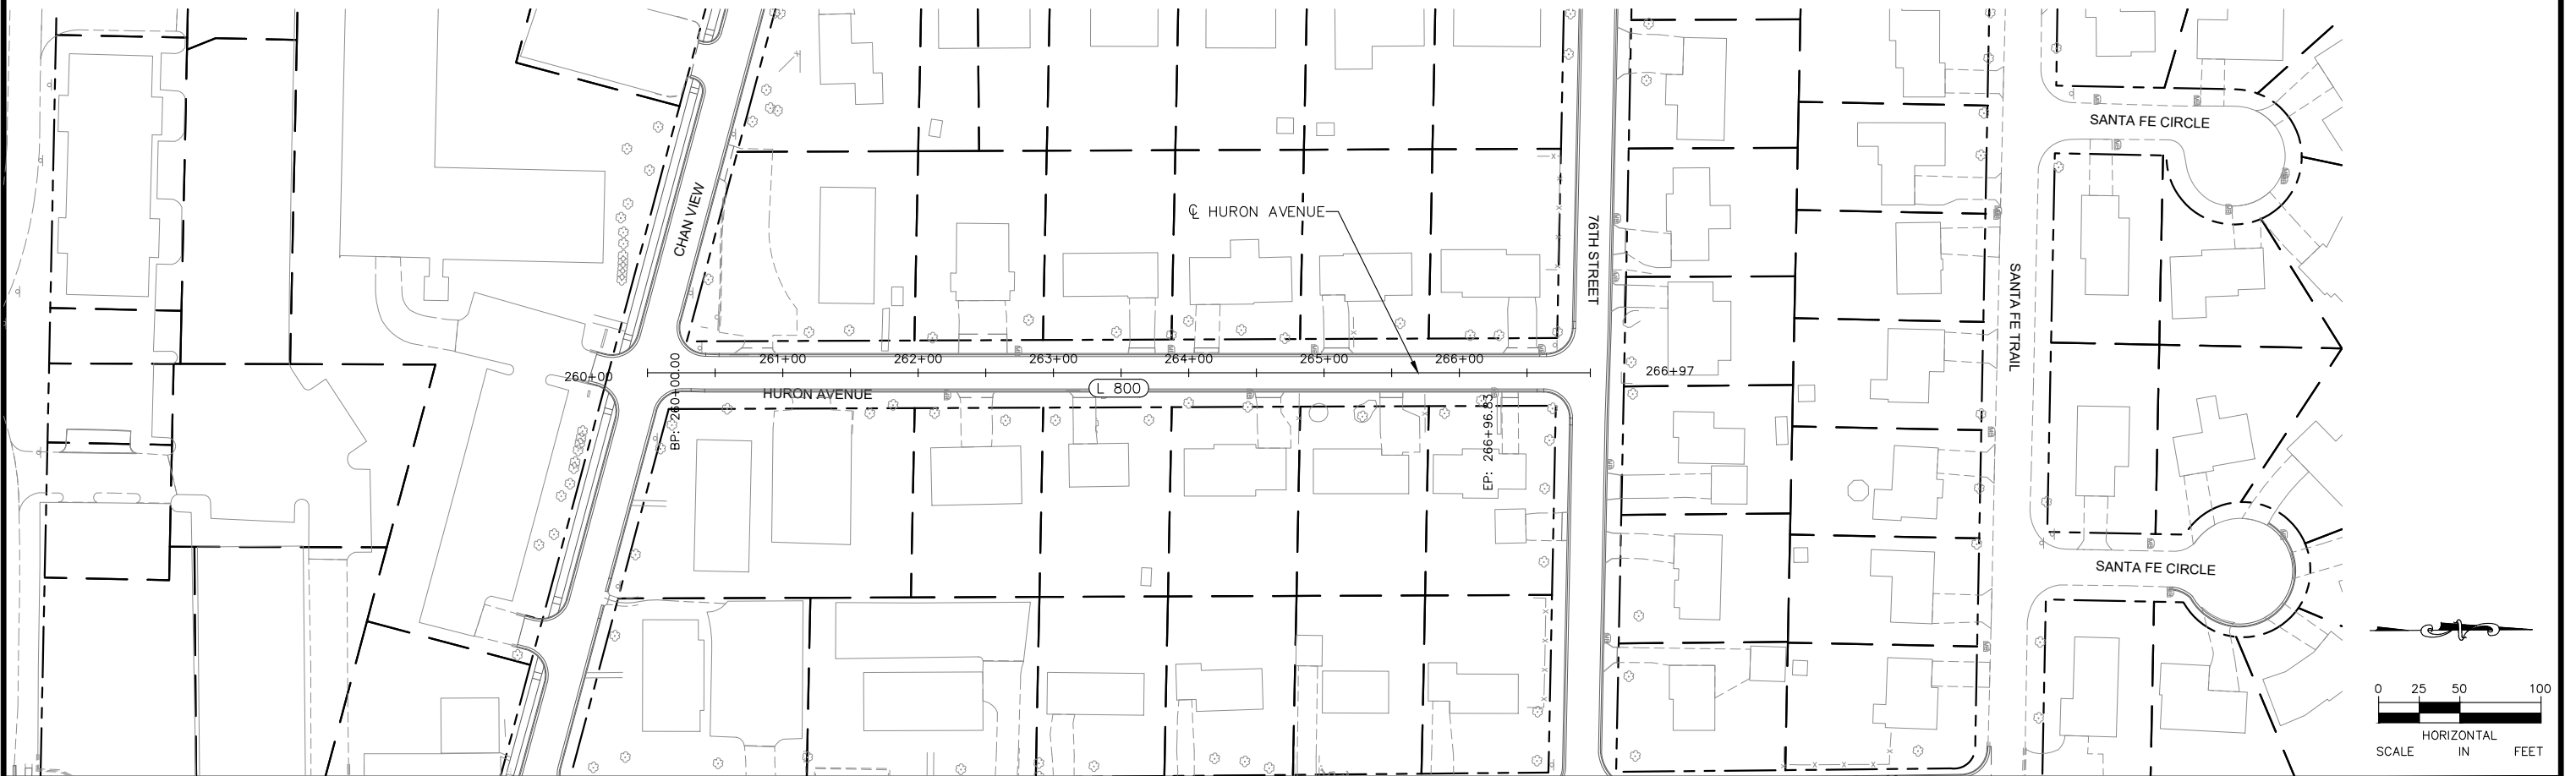 SANTA FE CIRCLE
CHAN VIEW
℄ HURON AVENUE
76TH STREET
SANTA FE TRAIL
260+00
BP: 260+00.00
261+00
262+00
263+00
264+00
265+00
266+00
266+97
HURON AVENUE
L 800
EP: 266+96.83
SANTA FE CIRCLE
0 25 50 100
HORIZONTAL
SCALE IN FEET